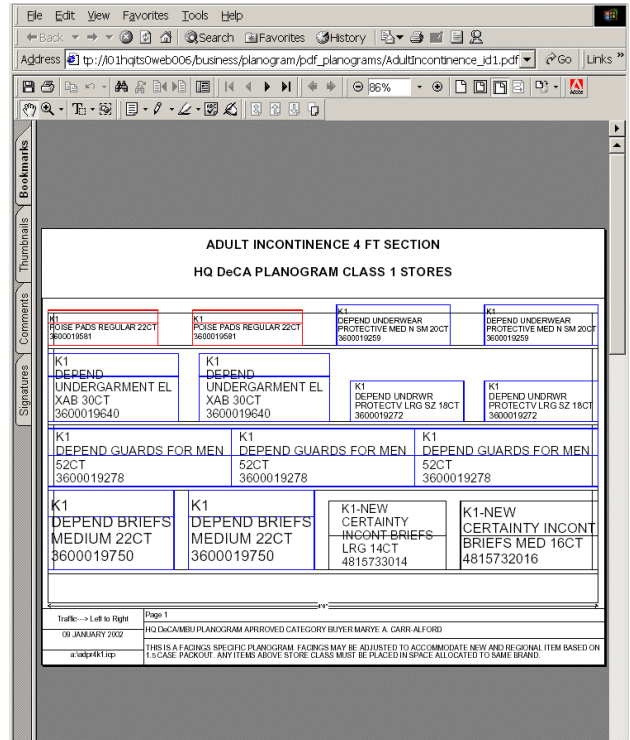 File Edit View Favorites Tools Help
Back Search Favorites History
Address tp://i01hqits0web006/business/planogram/pdf_planograms/AdultIncontinence_id1.pdf Go Links »
86%
Bookmarks
Thumbnails
Comments
Signatures
ADULT INCONTINENCE 4 FT SECTION
HQ DeCA PLANOGRAM CLASS 1 STORES
K1
POISE PADS REGULAR 22CT
3600019581
K1
POISE PADS REGULAR 22CT
3600019581
K1
DEPEND UNDERWEAR
PROTECTIVE MED N SM 20CT
3600019259
K1
DEPEND UNDERWEAR
PROTECTIVE MED N SM 20CT
3600019259
K1
DEPEND
UNDERGARMENT EL
XAB 30CT
3600019640
K1
DEPEND
UNDERGARMENT EL
XAB 30CT
3600019640
K1
DEPEND UNDRWR
PROTECTV LRG SZ 18CT
3600019272
K1
DEPEND UNDRWR
PROTECTV LRG SZ 18CT
3600019272
K1
DEPEND GUARDS FOR MEN
52CT
3600019278
K1
DEPEND GUARDS FOR MEN
52CT
3600019278
K1
DEPEND GUARDS FOR MEN
52CT
3600019278
K1
DEPEND BRIEFS
MEDIUM 22CT
3600019750
K1
DEPEND BRIEFS
MEDIUM 22CT
3600019750
K1-NEW
CERTAINTY
INCONT BRIEFS
LRG 14CT
4815733014
K1-NEW
CERTAINTY INCONT
BRIEFS MED 16CT
4815732016
4'0"
Traffic---> Left to Right
Page 1
09 JANUARY 2002
HQ DeCA/MBU PLANOGRAM APRROVED CATEGORY BUYER MARYE A. CARR-ALFORD
a:\adpr4k1.icp
THIS IS A FACINGS SPECIFIC PLANOGRAM. FACINGS MAY BE ADJUSTED TO ACCOMMODATE NEW AND REGIONAL ITEM BASED ON
1.5 CASE PACKOUT. ANY ITEMS ABOVE STORE CLASS MUST BE PLACED IN SPACE ALLOCATED TO SAME BRAND.